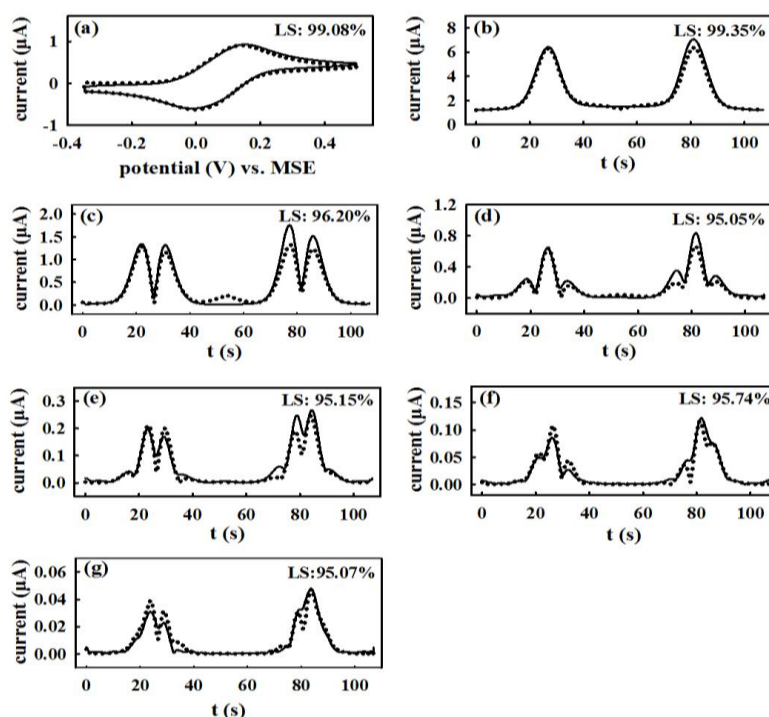 (a) LS: 99.08%
current (µA)
1
0
-1
-0.4 -0.2 0.0 0.2 0.4
potential (V) vs. MSE
(b) LS: 99.35%
current (µA)
8
6
4
2
0
0 20 40 60 80 100
t (s)
(c) LS: 96.20%
current (µA)
2.0
1.5
1.0
0.5
0.0
0 20 40 60 80 100
t (s)
(d) LS: 95.05%
current (µA)
1.2
0.8
0.4
0.0
0 20 40 60 80 100
t (s)
(e) LS: 95.15%
current (µA)
0.3
0.2
0.1
0.0
0 20 40 60 80 100
t (s)
(f) LS: 95.74%
current (µA)
0.15
0.10
0.05
0.00
0 20 40 60 80 100
t (s)
(g) LS:95.07%
current (µA)
0.06
0.04
0.02
0.00
0 20 40 60 80 100
t (s)